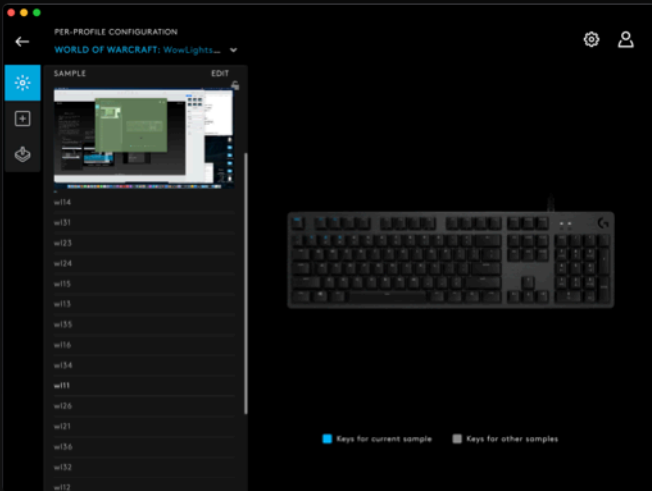 PER-PROFILE CONFIGURATION
WORLD OF WARCRAFT: WowLights...
SAMPLE EDIT
wl14
wl31
wl23
wl24
wl15
wl13
wl35
wl16
wl34
wl11
wl26
wl21
wl36
wl32
wl12
Keys for current sample
Keys for other samples